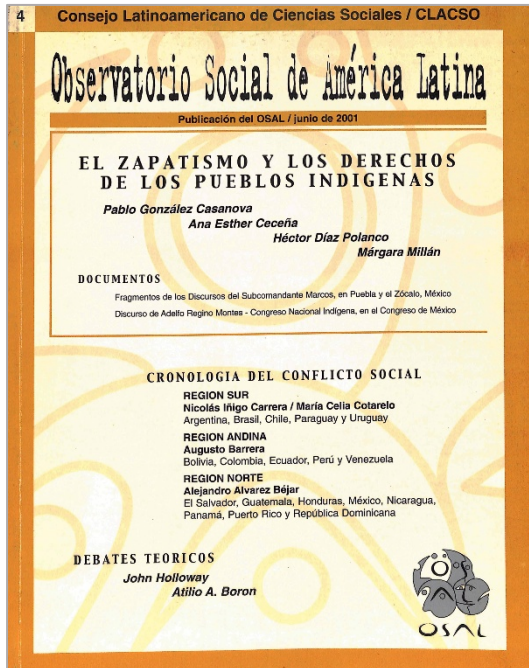 4
Consejo Latinoamericano de Ciencias Sociales / CLACSO
Observatorio Social de América Latina
Publicación del OSAL / junio de 2001
EL ZAPATISMO Y LOS DERECHOS
DE LOS PUEBLOS INDIGENAS
Pablo González Casanova
Ana Esther Ceceña
Héctor Díaz Polanco
Márgara Millán
DOCUMENTOS
Fragmentos de los Discursos del Subcomandante Marcos, en Puebla y el Zócalo, México
Discurso de Adelfo Regino Montes - Congreso Nacional Indígena, en el Congreso de México
CRONOLOGIA DEL CONFLICTO SOCIAL
REGION SUR
Nicolás Iñigo Carrera / María Celia Cotarelo
Argentina, Brasil, Chile, Paraguay y Uruguay
REGION ANDINA
Augusto Barrera
Bolivia, Colombia, Ecuador, Perú y Venezuela
REGION NORTE
Alejandro Alvarez Béjar
El Salvador, Guatemala, Honduras, México, Nicaragua,
Panamá, Puerto Rico y República Dominicana
DEBATES TEORICOS
John Holloway
Atilio A. Boron
OSAL
OSAL